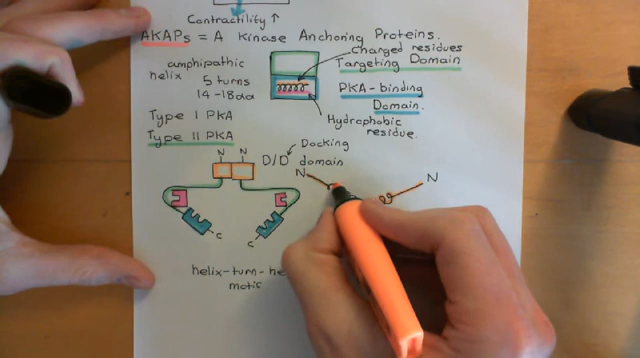 Contractility ↑
AKAPs = A Kinase Anchoring Proteins.
amphipathic
helix
5 turns
14-18aa
Charged residues
Targeting Domain
PKA-binding
Domain.
Hydrophobic
residue.
Type I PKA
Type II PKA
N N
D/D
Docking
domain
N
N
C
C
helix-turn-he
motic